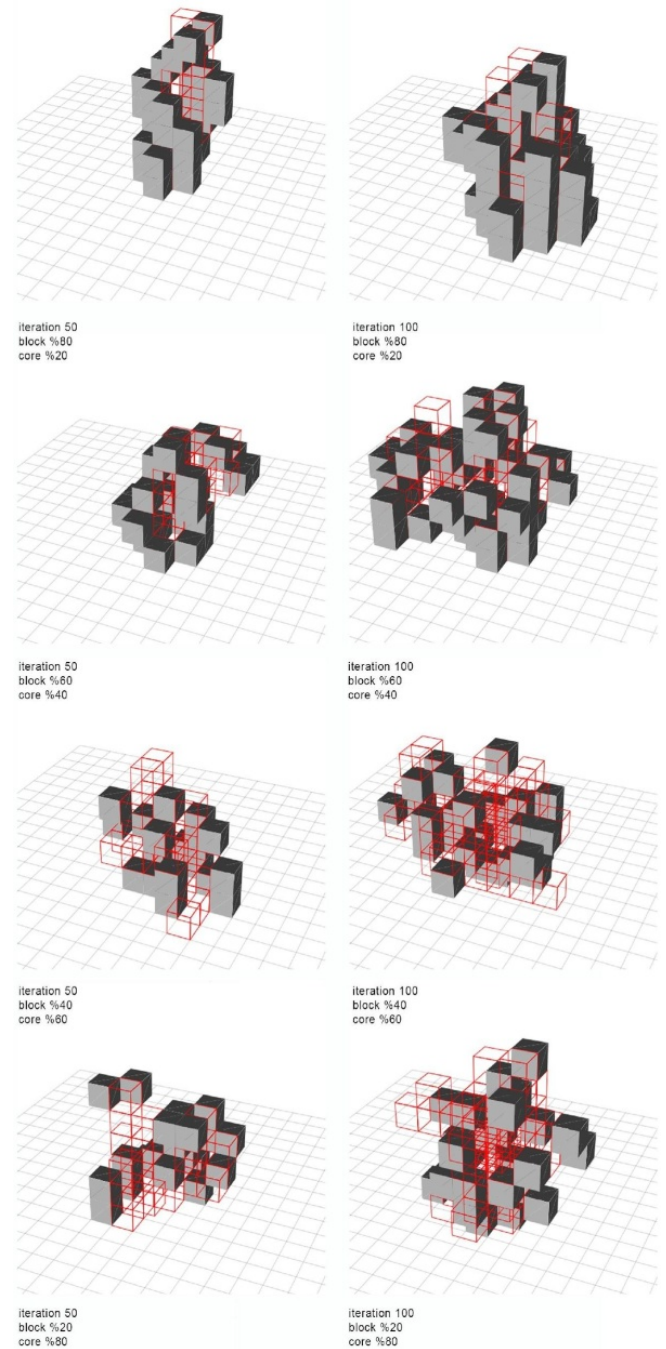 iteration 50
block %80
core %20
iteration 100
block %80
core %20
iteration 50
block %60
core %40
iteration 100
block %60
core %40
iteration 50
block %40
core %60
iteration 100
block %40
core %60
iteration 50
block %20
core %80
iteration 100
block %20
core %80